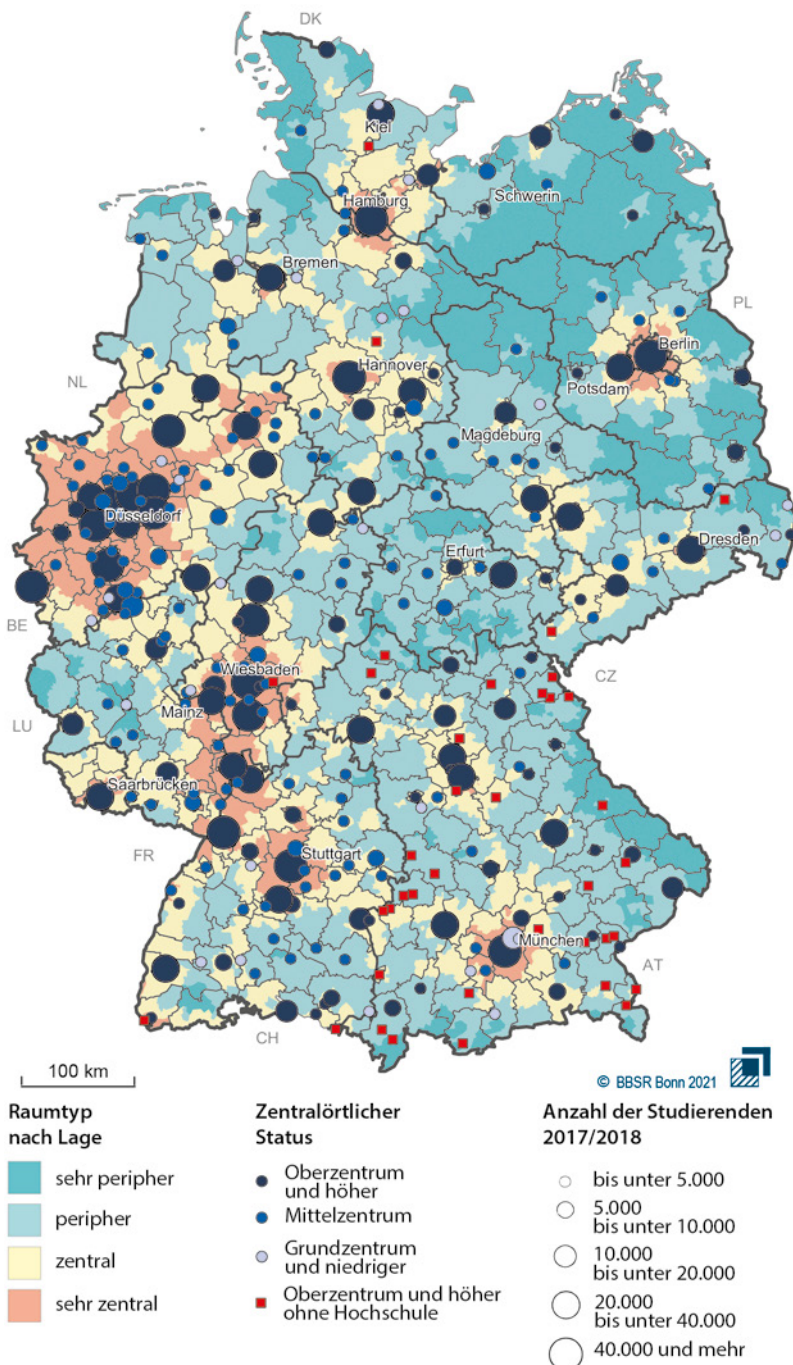 DK
Kiel
Schwerin
Hamburg
Bremen
PL
Berlin
NL
Hannover
Potsdam
Magdeburg
Düsseldorf
Dresden
Erfurt
BE
Wiesbaden
CZ
LU
Mainz
Saarbrücken
FR
Stuttgart
München
AT
CH
100 km
© BBSR Bonn 2021
Raumtyp
nach Lage
sehr peripher
peripher
zentral
sehr zentral
Zentralörtlicher
Status
Oberzentrum
und höher
Mittelzentrum
Grundzentrum
und niedriger
Oberzentrum und höher
ohne Hochschule
Anzahl der Studierenden
2017/2018
bis unter 5.000
5.000
bis unter 10.000
10.000
bis unter 20.000
20.000
bis unter 40.000
40.000 und mehr